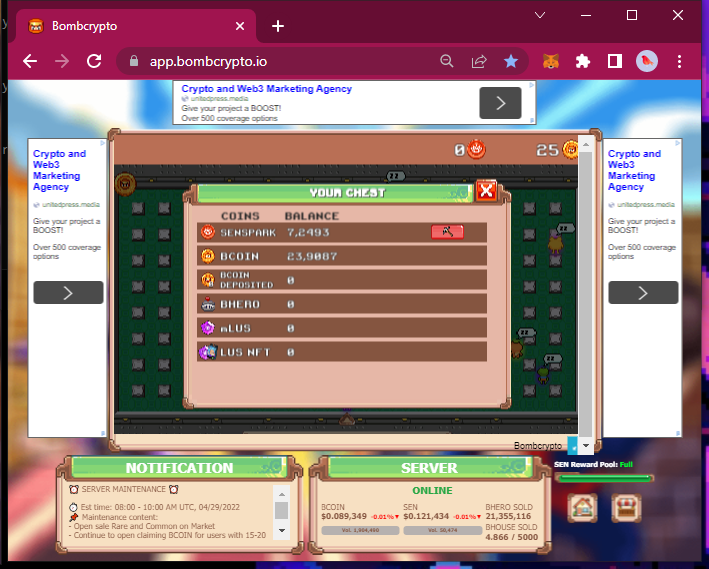 Bombcrypto
app.bombcrypto.io
Crypto and Web3 Marketing Agency
unitedpress.media
Give your project a BOOST!
Over 500 coverage options
Crypto and
Web3
Marketing
Agency
unitedpress.media
Give your project a
BOOST!
Over 500 coverage
options
0 25
YOUR CHEST
COINS BALANCE
SENSPARK 7,2493
BCOIN 23,9087
BCOIN
DEPOSITED 0
BHERO 0
mLUS 0
LUS NFT 0
zz
zz
zz
zz
Crypto and
Web3
Marketing
Agency
unitedpress.media
Give your project a
BOOST!
Over 500 coverage
options
Bombcrypto
NOTIFICATION
SERVER MAINTENANCE
Est time: 08:00 - 10:00 AM UTC, 04/29/2022
Maintenance content:
- Open sale Rare and Common on Market
- Continue to open claiming BCOIN for users with 15-20
SERVER
ONLINE
BCOIN SEN BHERO SOLD
$0.089,349 -0.01%▼ $0.121,434 -0.01%▼ 21,355,116
BHOUSE SOLD
4.866 / 5000
SEN Reward Pool: Full